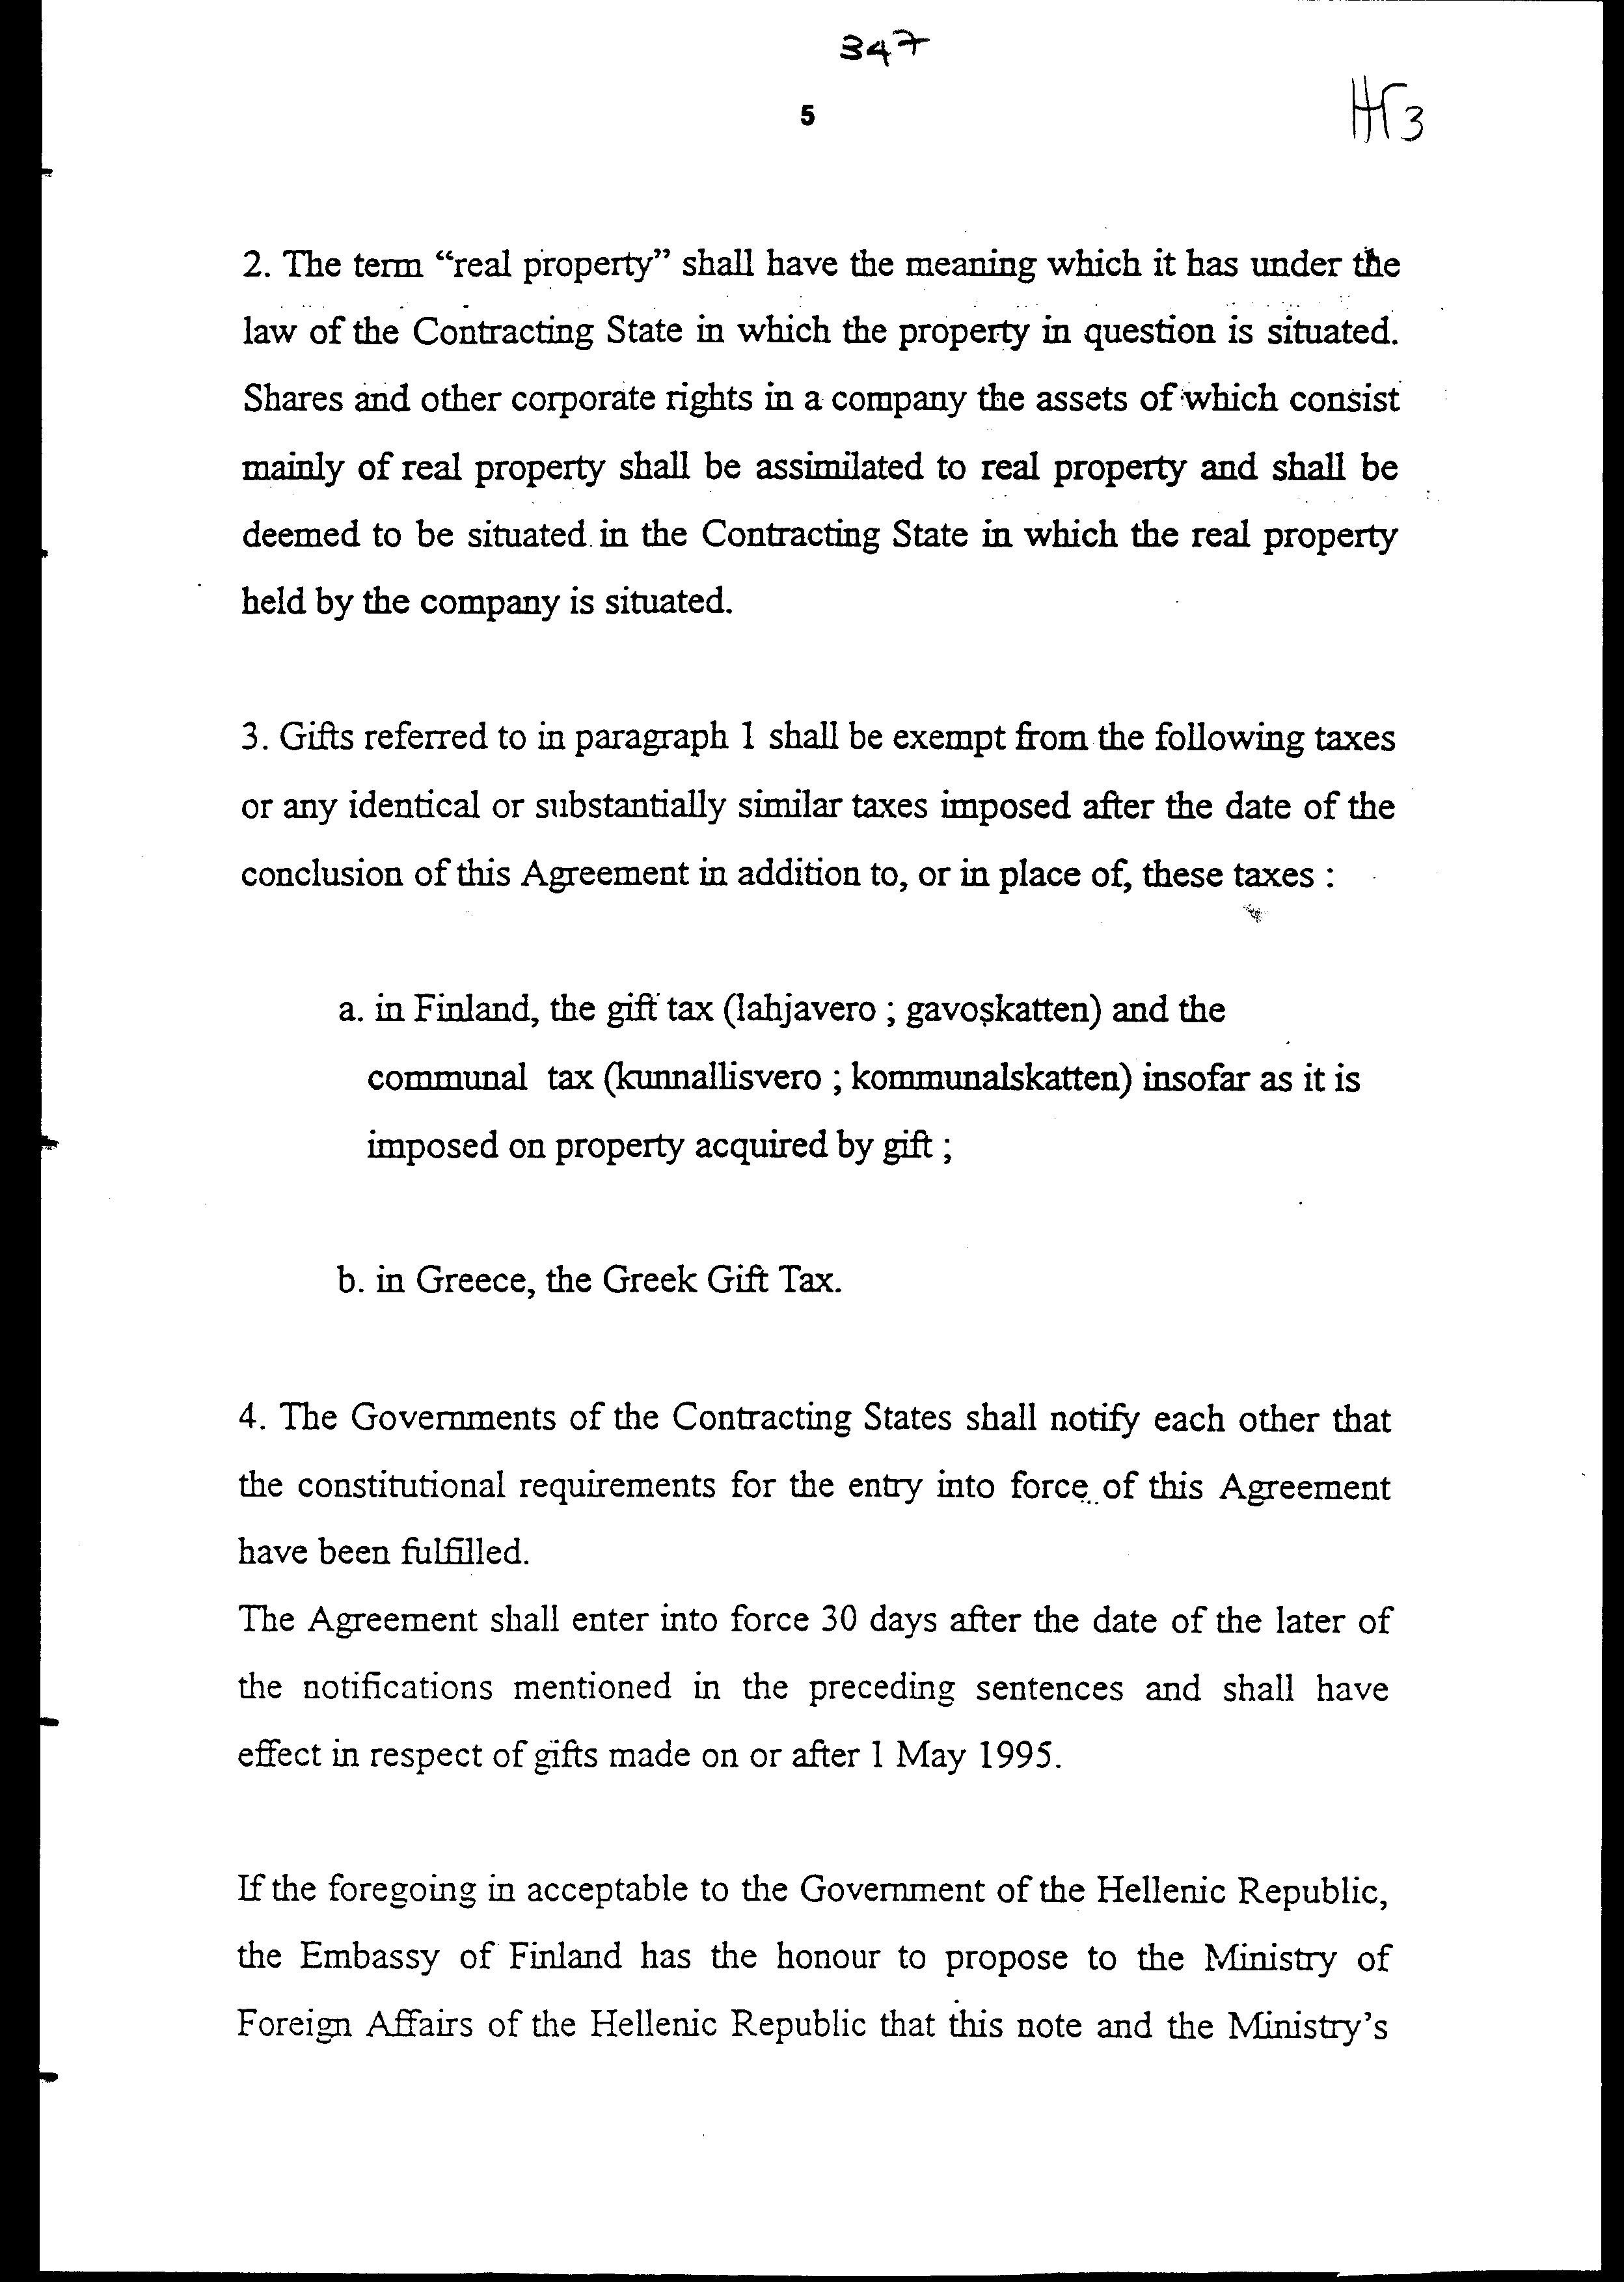 347
5
2. The term “real property” shall have the meaning which it has under the
law of the Contracting State in which the property in question is situated.
Shares and other corporate rights in a company the assets of which consist
mainly of real property shall be assimilated to real property and shall be
deemed to be situated in the Contracting State in which the real property
held by the company is situated.
3. Gifts referred to in paragraph 1 shall be exempt from the following taxes
or any identical or substantially similar taxes imposed after the date of the
conclusion of this Agreement in addition to, or in place of, these taxes :
a. in Finland, the gift tax (lahjavero ; gavoskatten) and the
communal tax (kunnallisvero ; kommunalskatten) insofar as it is
imposed on property acquired by gift ;
b. in Greece, the Greek Gift Tax.
4. The Governments of the Contracting States shall notify each other that
the constitutional requirements for the entry into force of this Agreement
have been fulfilled.
The Agreement shall enter into force 30 days after the date of the later of
the notifications mentioned in the preceding sentences and shall have
effect in respect of gifts made on or after 1 May 1995.
If the foregoing in acceptable to the Government of the Hellenic Republic,
the Embassy of Finland has the honour to propose to the Ministry of
Foreign Affairs of the Hellenic Republic that this note and the Ministry’s